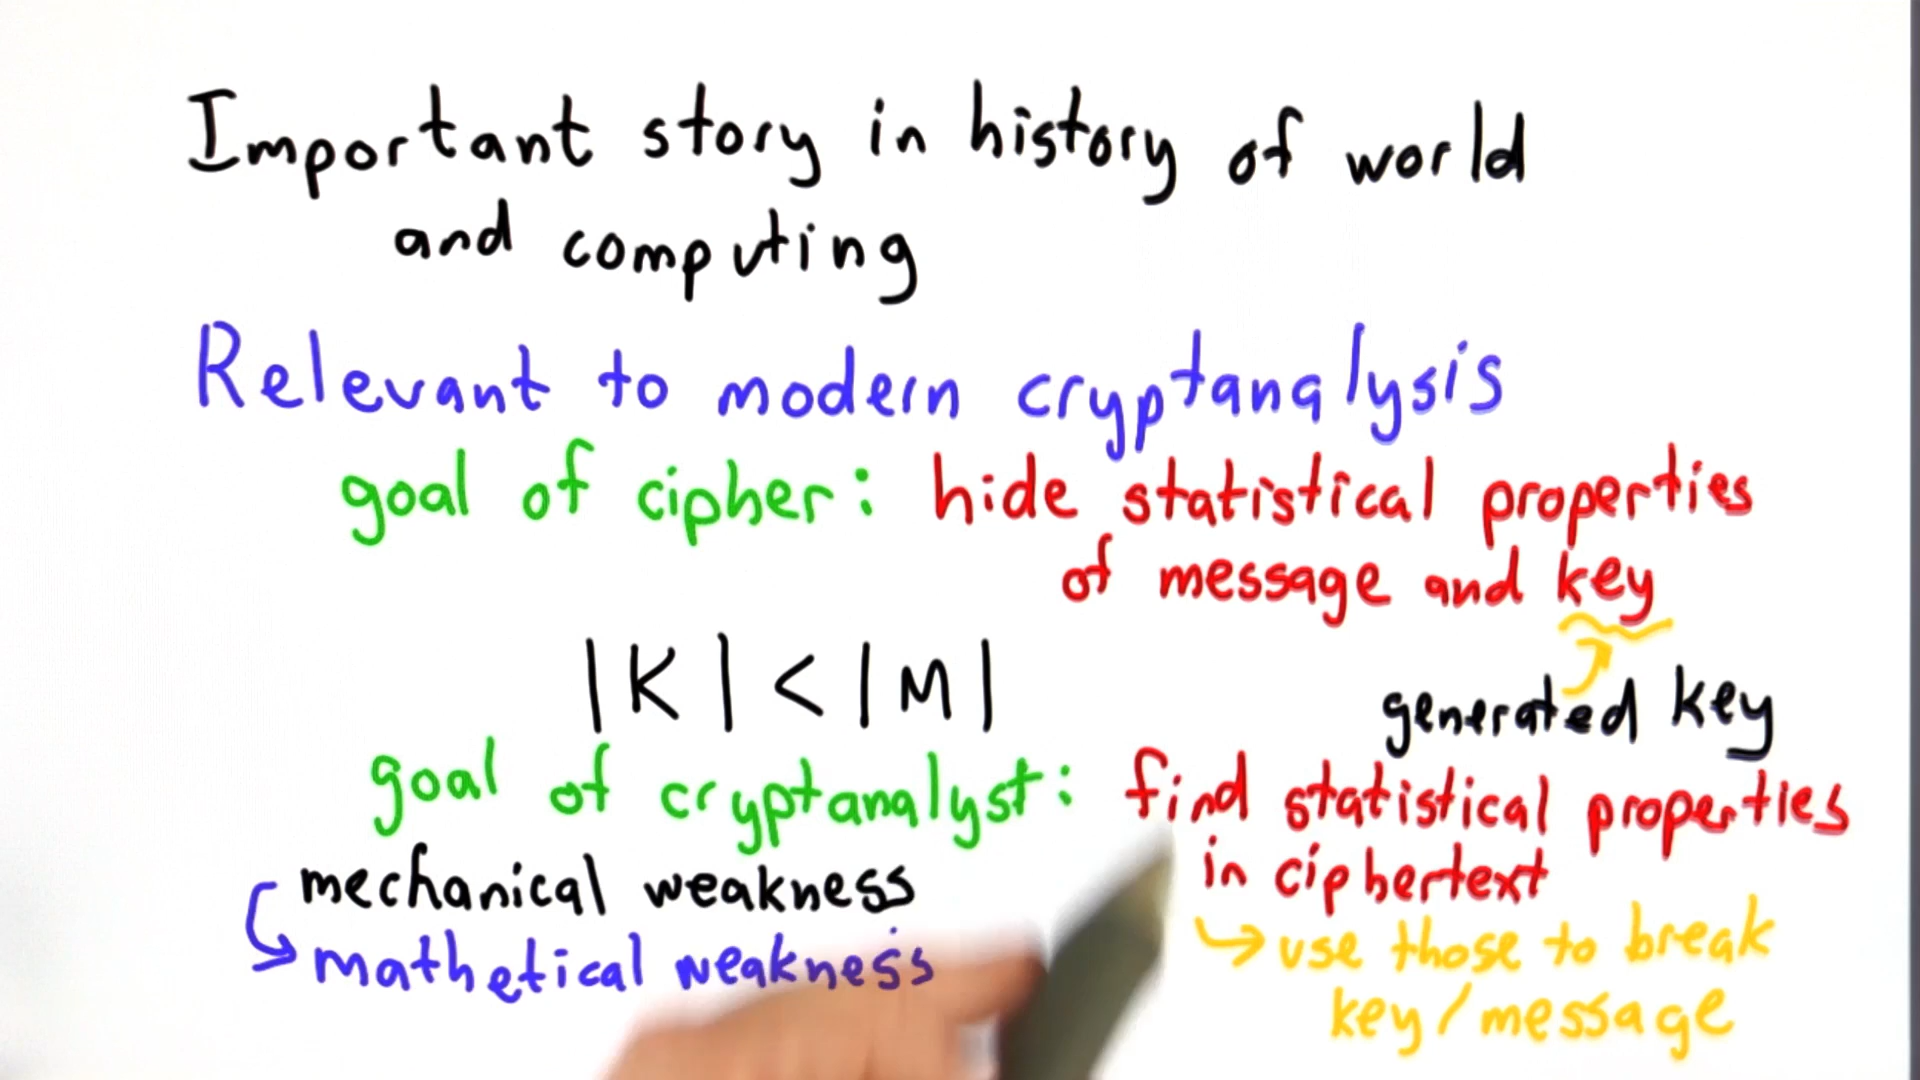 Important story in history of world
and computing
Relevant to modern cryptanalysis
goal of cipher: hide statistical properties
of message and key
|K| < |M|
generated key
goal of cryptanalyst: find statistical properties
in ciphertext
mechanical weakness
mathetical weakness
use those to break
key/message